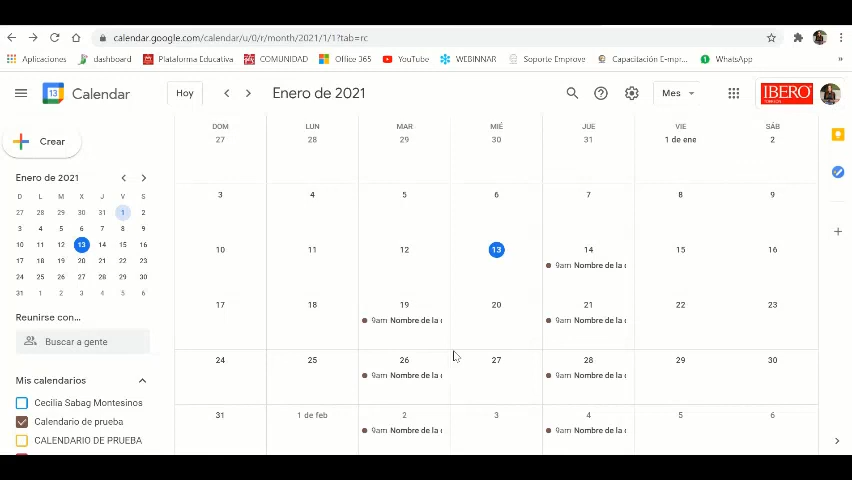 calendar.google.com/calendar/u/0/r/month/2021/1/1?tab=rc
Aplicaciones dashboard Plataforma Educativa COMUNIDAD Office 365 YouTube WEBINNAR Soporte Emprove Capacitación E-mpr... WhatsApp »
13 Calendar Hoy Enero de 2021 Mes IBERO
Crear
Enero de 2021
D L M X J V S
27 28 29 30 31 1 2
3 4 5 6 7 8 9
10 11 12 13 14 15 16
17 18 19 20 21 22 23
24 25 26 27 28 29 30
31 1 2 3 4 5 6
Reunirse con...
Buscar a gente
Mis calendarios
Cecilia Sabag Montesinos
Calendario de prueba
CALENDARIO DE PRUEBA
DOM LUN MAR MIÉ JUE VIE SÁB
27 28 29 30 31 1 de ene 2
3 4 5 6 7 8 9
10 11 12 13 14 15 16
9am Nombre de la
17 18 19 20 21 22 23
9am Nombre de la 9am Nombre de la
24 25 26 27 28 29 30
9am Nombre de la 9am Nombre de la
31 1 de feb 2 3 4 5 6
9am Nombre de la 9am Nombre de la